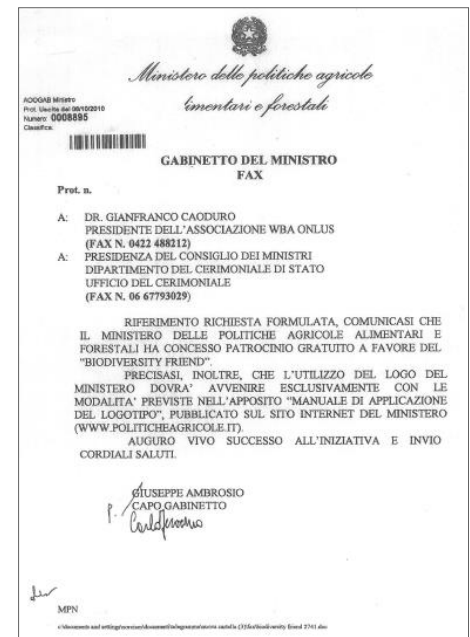 Ministero delle politiche agricole
limentari e forestali
ADOGAB Ministro
Prot. Uscita del 06/10/2010
Numero: 0008895
Classifica:
GABINETTO DEL MINISTRO
FAX
Prot. n.
A: DR. GIANFRANCO CAODURO
PRESIDENTE DELL'ASSOCIAZIONE WBA ONLUS
(FAX N. 0422 488212)
A: PRESIDENZA DEL CONSIGLIO DEI MINISTRI
DIPARTIMENTO DEL CERIMONIALE DI STATO
UFFICIO DEL CERIMONIALE
(FAX N. 06 67793029)
RIFERIMENTO RICHIESTA FORMULATA, COMUNICASI CHE
IL MINISTERO DELLE POLITICHE AGRICOLE ALIMENTARI E
FORESTALI HA CONCESSO PATROCINIO GRATUITO A FAVORE DEL
"BIODIVERSITY FRIEND".
PRECISASI, INOLTRE, CHE L'UTILIZZO DEL LOGO DEL
MINISTERO DOVRA' AVVENIRE ESCLUSIVAMENTE CON LE
MODALITA' PREVISTE NELL'APPOSITO "MANUALE DI APPLICAZIONE
DEL LOGOTIPO", PUBBLICATO SUL SITO INTERNET DEL MINISTERO
(WWW.POLITICHEAGRICOLE.IT).
AUGURO VIVO SUCCESSO ALL'INIZIATIVA E INVIO
CORDIALI SALUTI.
GIUSEPPE AMBROSIO
P. CAPO GABINETTO
MPN